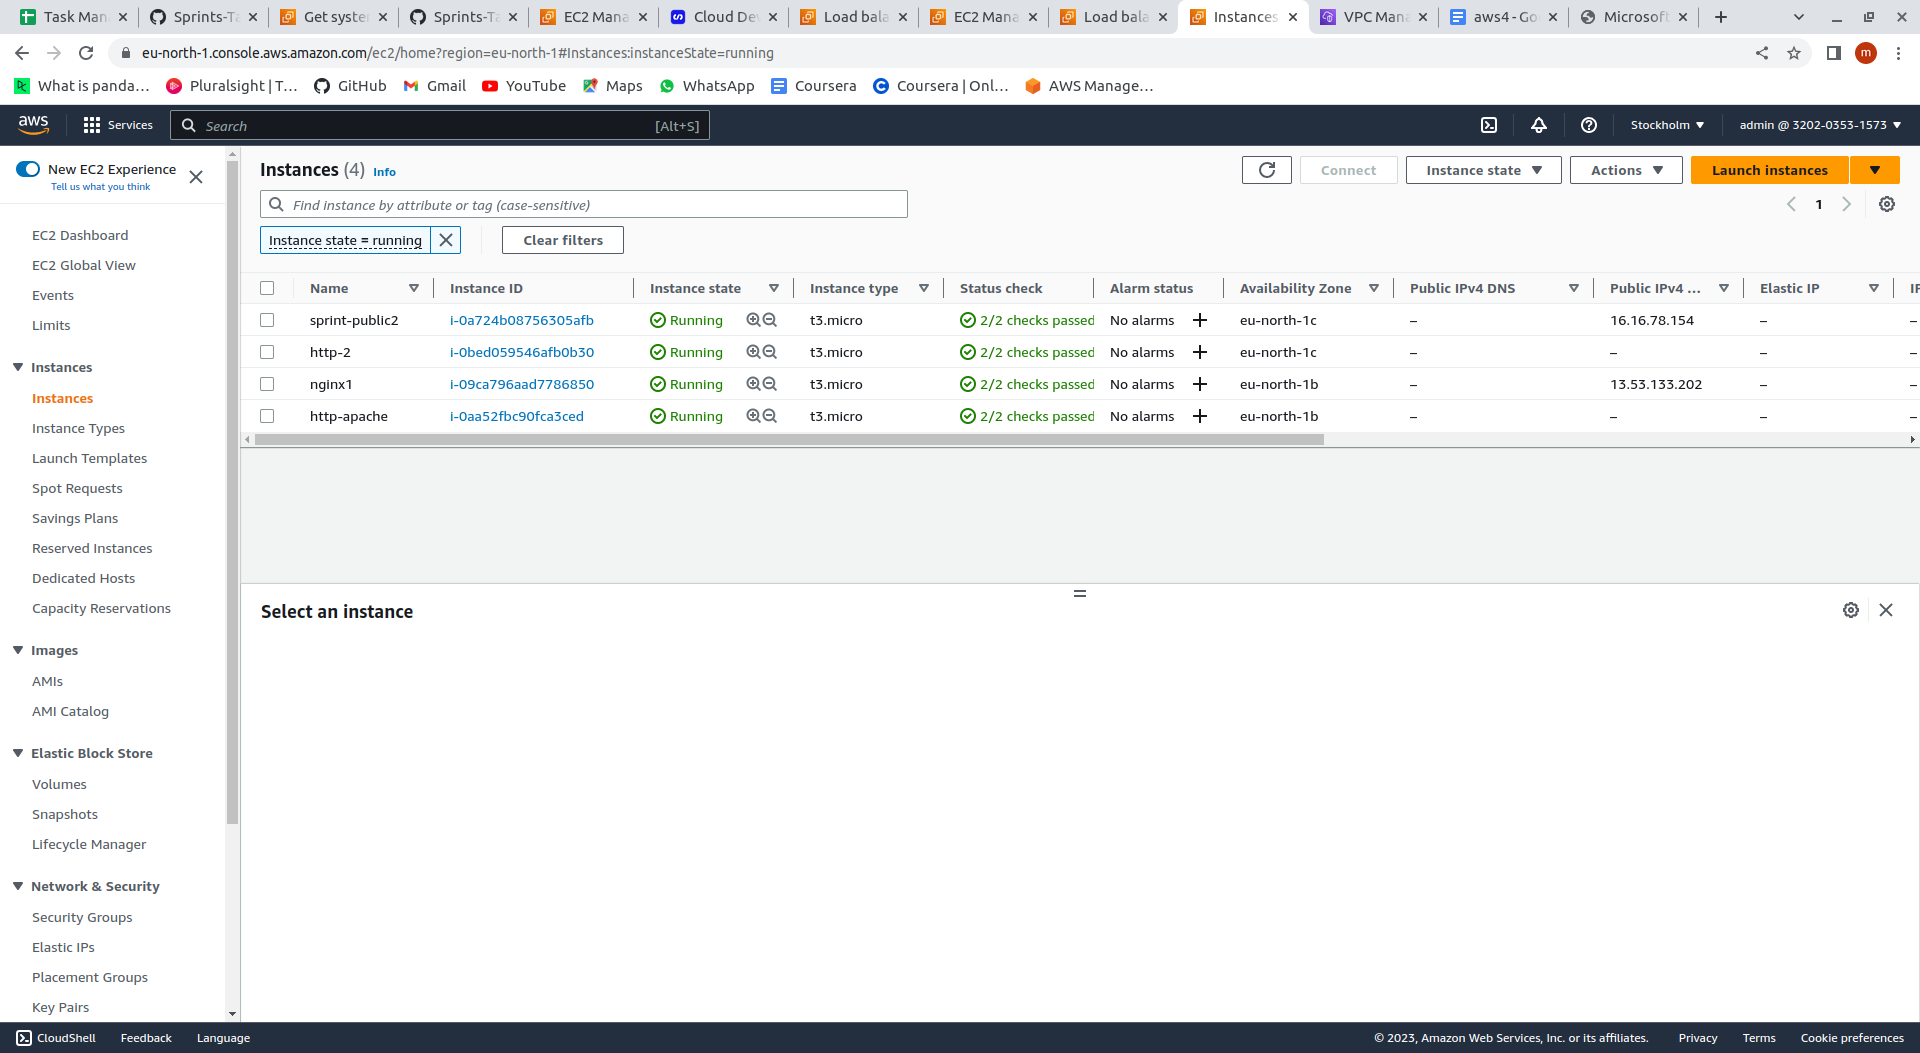 Task Man
Sprints-Ta
Get syster
Sprints-Ta
EC2 Mana
Cloud Dev
Load bala
EC2 Mana
Load bala
Instances
VPC Mana
aws4 - Go
Microsoft
eu-north-1.console.aws.amazon.com/ec2/home?region=eu-north-1#Instances:instanceState=running
m
What is panda...
Pluralsight | T...
GitHub
Gmail
YouTube
Maps
WhatsApp
Coursera
Coursera | Onl...
AWS Manage...
aws
Services
Search
[Alt+S]
Stockholm
admin @ 3202-0353-1573
New EC2 Experience
Tell us what you think
EC2 Dashboard
EC2 Global View
Events
Limits
Instances
Instances
Instance Types
Launch Templates
Spot Requests
Savings Plans
Reserved Instances
Dedicated Hosts
Capacity Reservations
Images
AMIs
AMI Catalog
Elastic Block Store
Volumes
Snapshots
Lifecycle Manager
Network & Security
Security Groups
Elastic IPs
Placement Groups
Key Pairs
Instances (4) Info
Connect
Instance state
Actions
Launch instances
Find instance by attribute or tag (case-sensitive)
1
Instance state = running
Clear filters
Name Instance ID Instance state Instance type Status check Alarm status Availability Zone Public IPv4 DNS Public IPv4 ... Elastic IP IP
sprint-public2 i-0a724b08756305afb Running t3.micro 2/2 checks passed No alarms + eu-north-1c – 16.16.78.154 – –
http-2 i-0bed059546afb0b30 Running t3.micro 2/2 checks passed No alarms + eu-north-1c – – – –
nginx1 i-09ca796aad7786850 Running t3.micro 2/2 checks passed No alarms + eu-north-1b – 13.53.133.202 – –
http-apache i-0aa52fbc90fca3ced Running t3.micro 2/2 checks passed No alarms + eu-north-1b – – – –
Select an instance
CloudShell
Feedback
Language
© 2023, Amazon Web Services, Inc. or its affiliates.
Privacy
Terms
Cookie preferences